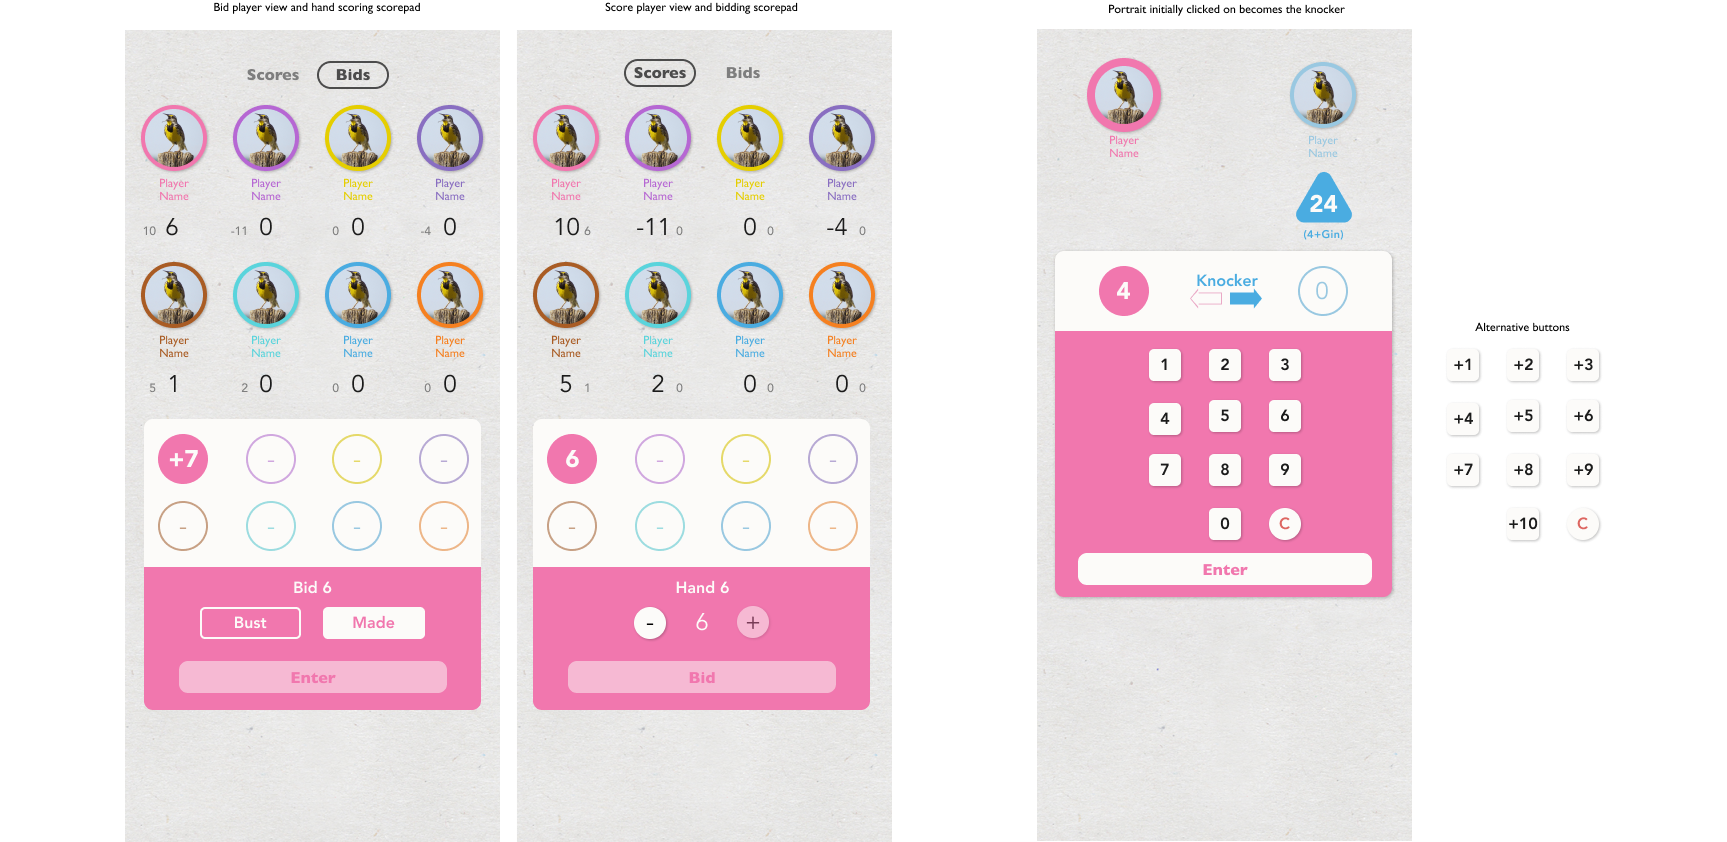 Bid player view and hand scoring scorepad
Scores Bids
Player Name Player Name Player Name Player Name
10 6 -11 0 0 0 -4 0
Player Name Player Name Player Name Player Name
5 1 2 0 0 0 0 0
+7 - - -
- - - -
Bid 6
Bust Made
Enter
Score player view and bidding scorepad
Scores Bids
Player Name Player Name Player Name Player Name
10 6 -11 0 0 0 -4 0
Player Name Player Name Player Name Player Name
5 1 2 0 0 0 0 0
6 - - -
- - - -
Hand 6
- 6 +
Bid
Portrait initially clicked on becomes the knocker
Player Name Player Name
24
(4+Gin)
4 Knocker 0
1 2 3
4 5 6
7 8 9
0 C
Enter
Alternative buttons
+1 +2 +3
+4 +5 +6
+7 +8 +9
+10 C